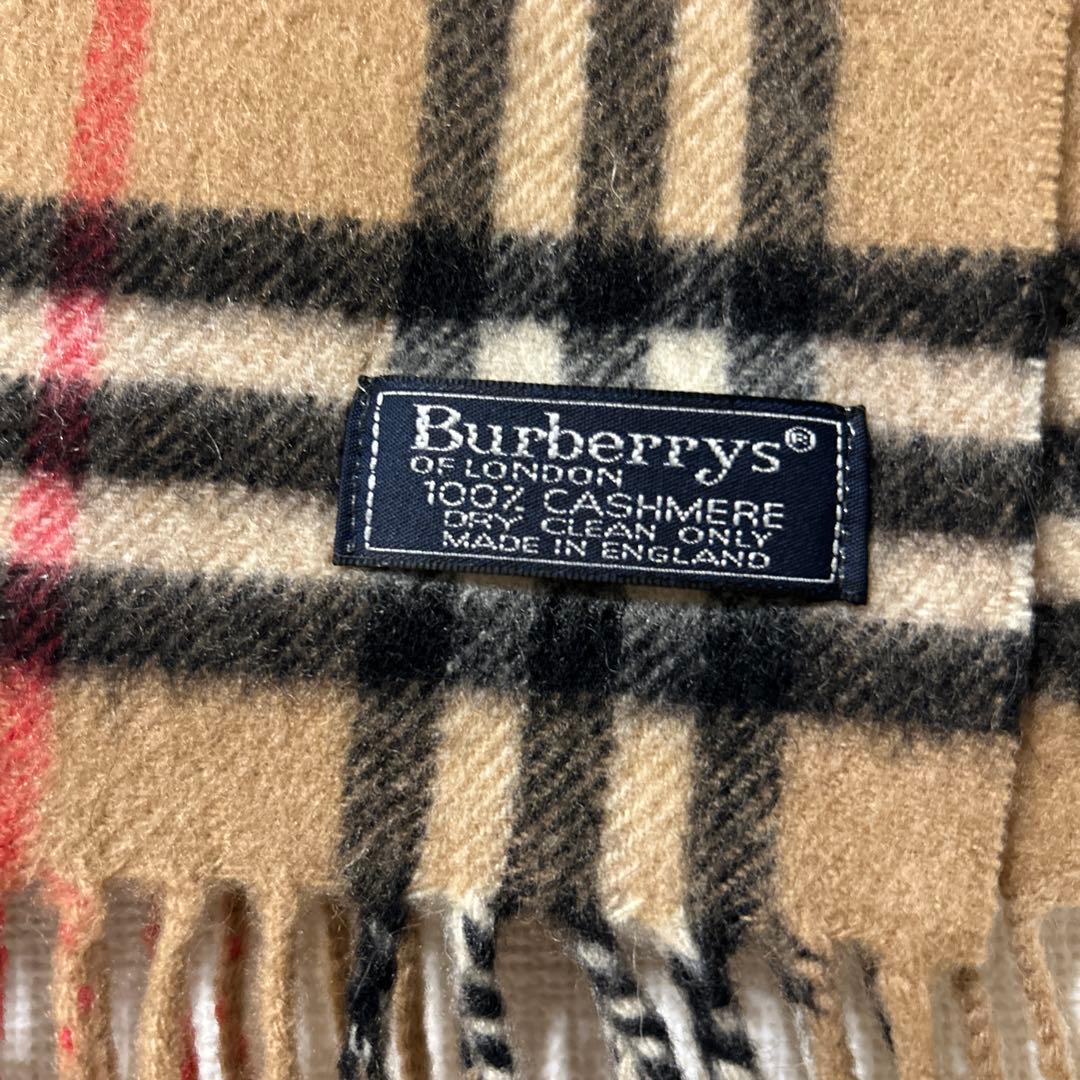 Burberrys®
OF LONDON
100% CASHMERE
DRY CLEAN ONLY
MADE IN ENGLAND